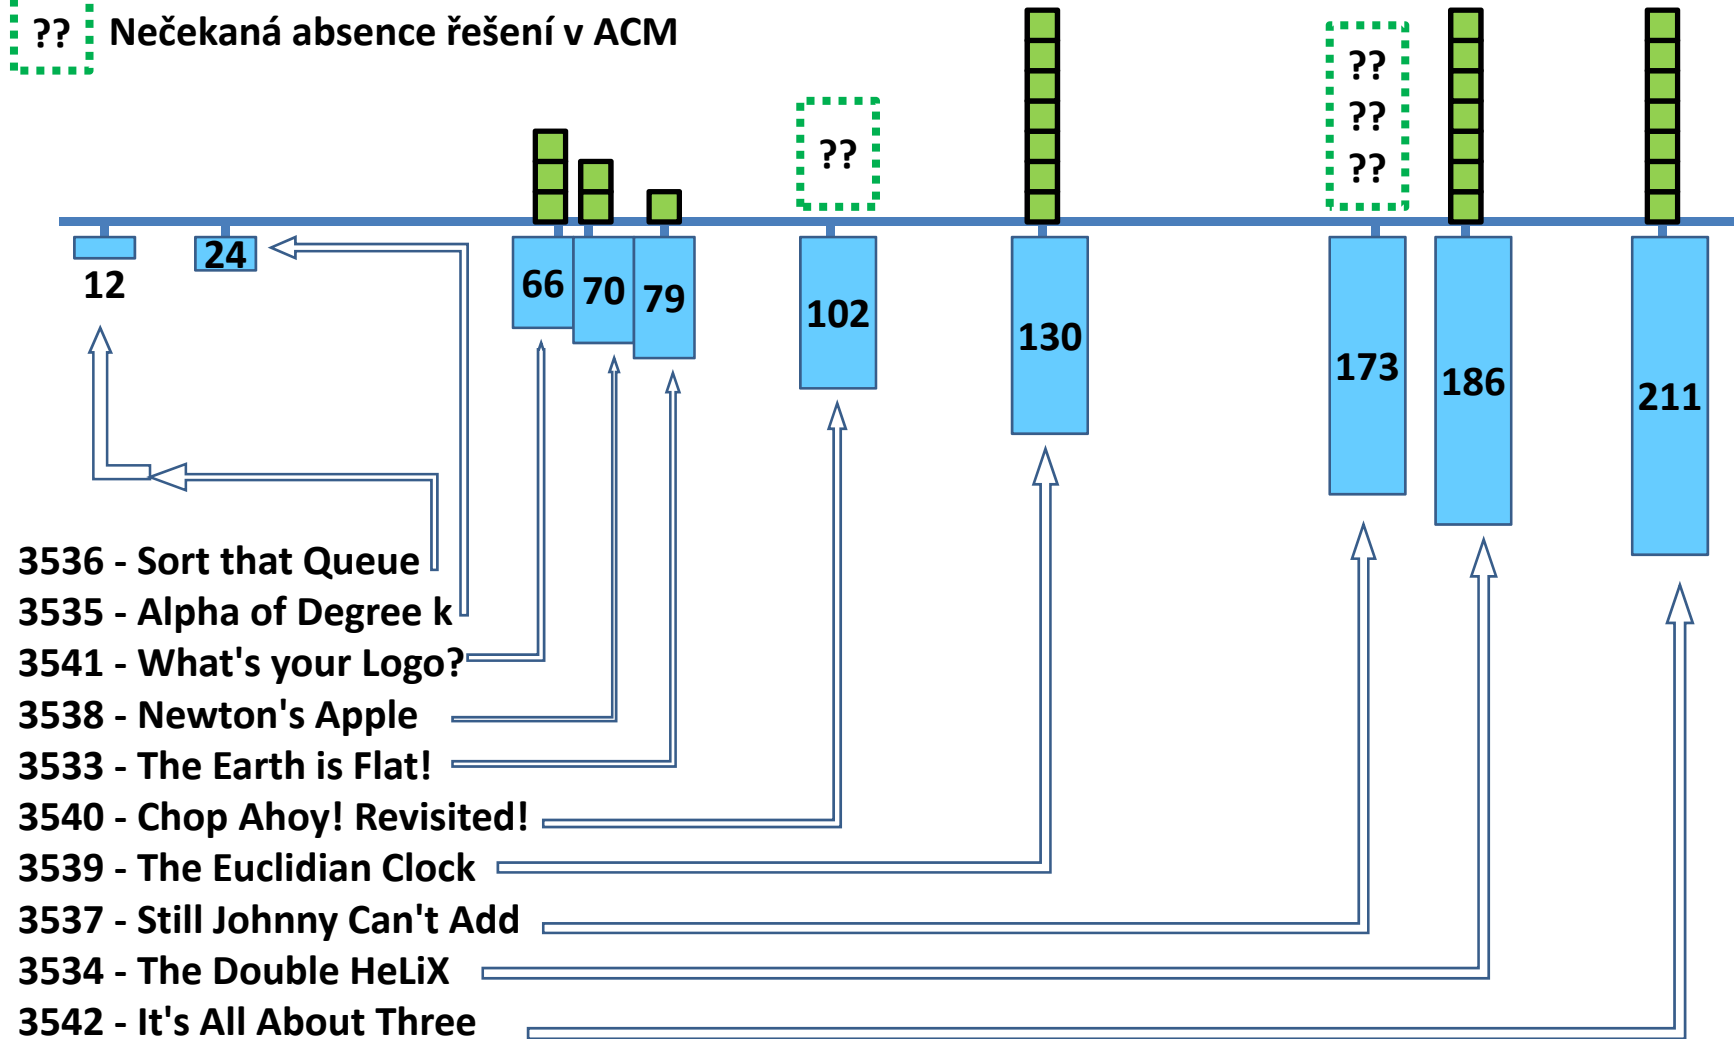 ?? Nečekaná absence řešení v ACM
??
??
??
??
12
24
66
70
79
102
130
173
186
211
3536 - Sort that Queue
3535 - Alpha of Degree k
3541 - What's your Logo?
3538 - Newton's Apple
3533 - The Earth is Flat!
3540 - Chop Ahoy! Revisited!
3539 - The Euclidian Clock
3537 - Still Johnny Can't Add
3534 - The Double HeLiX
3542 - It's All About Three